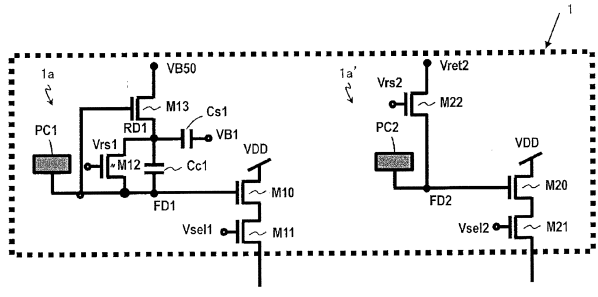 1
1a
VB50
M13
Cs1
RD1
VB1
PC1
Vrs1
M12
Cc1
VDD
FD1
M10
Vsel1
M11
1a'
Vret2
Vrs2
M22
PC2
VDD
FD2
M20
Vsel2
M21